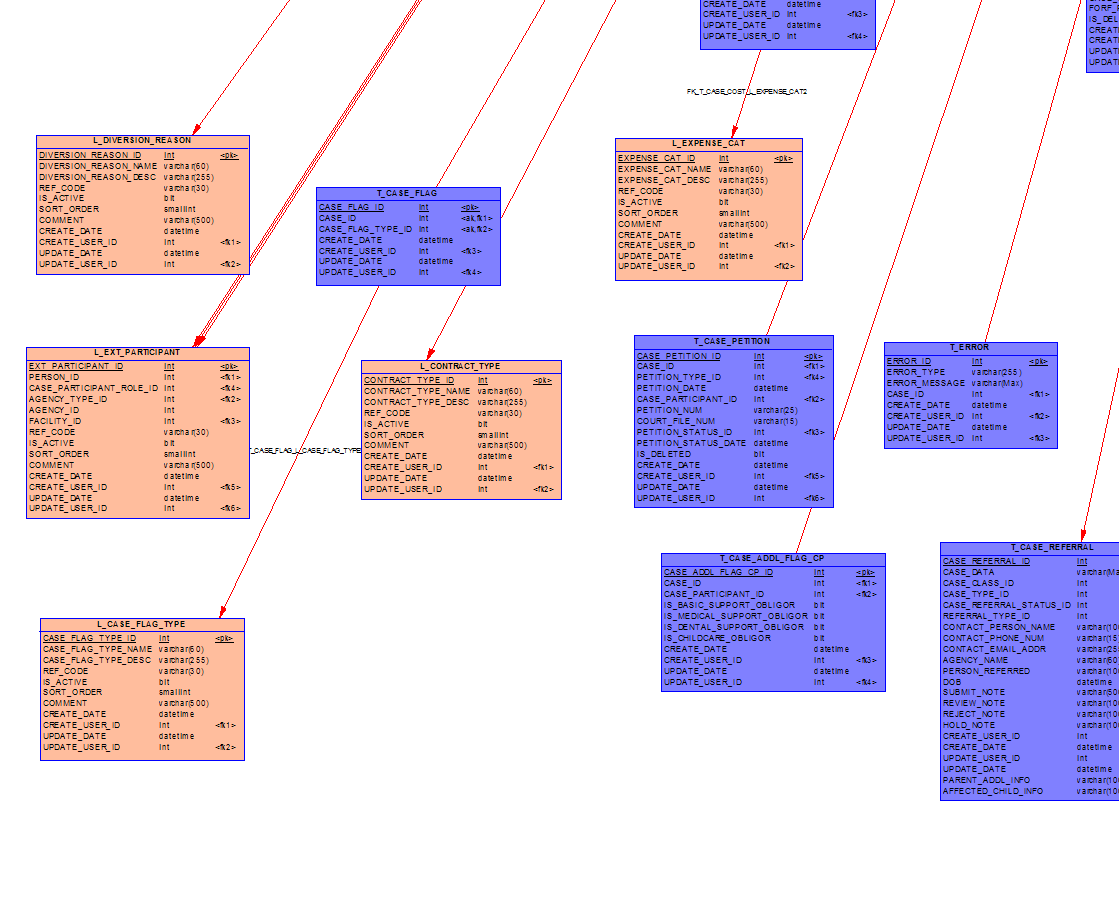 CREATE_DATE datetime
CREATE_USER_ID int <fk3>
UPDATE_DATE datetime
UPDATE_USER_ID int <fk4>
IS_DEL
CREAT
CREAT
UPDAT
UPDAT
FK_T_CASE_COST_L_EXPENSE_CAT2
L_DIVERSION_REASON
DIVERSION_REASON_ID int <pk>
DIVERSION_REASON_NAME varchar(60)
DIVERSION_REASON_DESC varchar(255)
REF_CODE varchar(30)
IS_ACTIVE bit
SORT_ORDER smallint
COMMENT varchar(500)
CREATE_DATE datetime
CREATE_USER_ID int <fk1>
UPDATE_DATE datetime
UPDATE_USER_ID int <fk2>
L_EXPENSE_CAT
EXPENSE_CAT_ID int <pk>
EXPENSE_CAT_NAME varchar(60)
EXPENSE_CAT_DESC varchar(255)
REF_CODE varchar(30)
IS_ACTIVE bit
SORT_ORDER smallint
COMMENT varchar(500)
CREATE_DATE datetime
CREATE_USER_ID int <fk1>
UPDATE_DATE datetime
UPDATE_USER_ID int <fk2>
T_CASE_FLAG
CASE_FLAG_ID int <pk>
CASE_ID int <ak,fk1>
CASE_FLAG_TYPE_ID int <ak,fk2>
CREATE_DATE datetime
CREATE_USER_ID int <fk3>
UPDATE_DATE datetime
UPDATE_USER_ID int <fk4>
L_EXT_PARTICIPANT
EXT_PARTICIPANT_ID int <pk>
PERSON_ID int <fk1>
CASE_PARTICIPANT_ROLE_ID int <fk4>
AGENCY_TYPE_ID int <fk2>
AGENCY_ID int
FACILITY_ID int <fk3>
REF_CODE varchar(30)
IS_ACTIVE bit
SORT_ORDER smallint
COMMENT varchar(500)
CREATE_DATE datetime
CREATE_USER_ID int <fk5>
UPDATE_DATE datetime
UPDATE_USER_ID int <fk6>
T_CASE_FLAG_L_CASE_FLAG_TYPE
L_CONTRACT_TYPE
CONTRACT_TYPE_ID int <pk>
CONTRACT_TYPE_NAME varchar(60)
CONTRACT_TYPE_DESC varchar(255)
REF_CODE varchar(30)
IS_ACTIVE bit
SORT_ORDER smallint
COMMENT varchar(500)
CREATE_DATE datetime
CREATE_USER_ID int <fk1>
UPDATE_DATE datetime
UPDATE_USER_ID int <fk2>
T_CASE_PETITION
CASE_PETITION_ID int <pk>
CASE_ID int <fk1>
PETITION_TYPE_ID int <fk4>
PETITION_DATE datetime
CASE_PARTICIPANT_ID int <fk2>
PETITION_NUM varchar(25)
COURT_FILE_NUM varchar(15)
PETITION_STATUS_ID int <fk3>
PETITION_STATUS_DATE datetime
IS_DELETED bit
CREATE_DATE datetime
CREATE_USER_ID int <fk5>
UPDATE_DATE datetime
UPDATE_USER_ID int <fk6>
T_ERROR
ERROR_ID int <pk>
ERROR_TYPE varchar(255)
ERROR_MESSAGE varchar(Max)
CASE_ID int <fk1>
CREATE_DATE datetime
CREATE_USER_ID int <fk2>
UPDATE_DATE datetime
UPDATE_USER_ID int <fk3>
L_CASE_FLAG_TYPE
CASE_FLAG_TYPE_ID int <pk>
CASE_FLAG_TYPE_NAME varchar(60)
CASE_FLAG_TYPE_DESC varchar(255)
REF_CODE varchar(30)
IS_ACTIVE bit
SORT_ORDER smallint
COMMENT varchar(500)
CREATE_DATE datetime
CREATE_USER_ID int <fk1>
UPDATE_DATE datetime
UPDATE_USER_ID int <fk2>
T_CASE_ADDL_FLAG_CP
CASE_ADDL_FLAG_CP_ID int <pk>
CASE_ID int <fk1>
CASE_PARTICIPANT_ID int <fk2>
IS_BASIC_SUPPORT_OBLIGOR bit
IS_MEDICAL_SUPPORT_OBLIGOR bit
IS_DENTAL_SUPPORT_OBLIGOR bit
IS_CHILDCARE_OBLIGOR bit
CREATE_DATE datetime
CREATE_USER_ID int <fk3>
UPDATE_DATE datetime
UPDATE_USER_ID int <fk4>
T_CASE_REFERRAL
CASE_REFERRAL_ID int
CASE_DATA varchar(Ma
CASE_CLASS_ID int
CASE_TYPE_ID int
CASE_REFERRAL_STATUS_ID int
REFERRAL_TYPE_ID int
CONTACT_PERSON_NAME varchar(10
CONTACT_PHONE_NUM varchar(15
CONTACT_EMAIL_ADDR varchar(25
AGENCY_NAME varchar(60
PERSON_REFERRED varchar(10
DOB datetime
SUBMIT_NOTE varchar(50
REVIEW_NOTE varchar(10
REJECT_NOTE varchar(10
HOLD_NOTE varchar(10
CREATE_USER_ID int
CREATE_DATE datetime
UPDATE_USER_ID int
UPDATE_DATE datetime
PARENT_ADDL_INFO varchar(10
AFFECTED_CHILD_INFO varchar(10